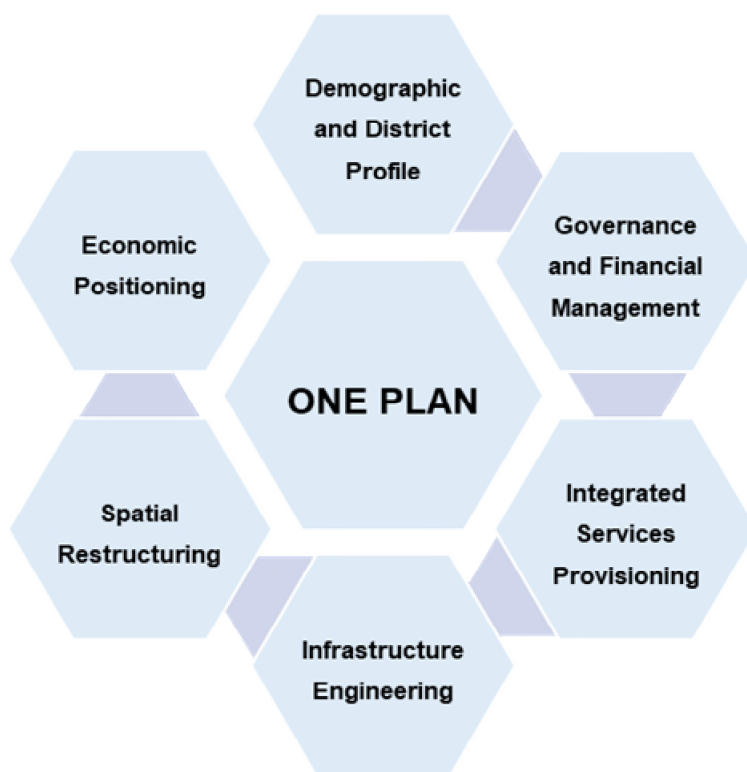 Demographic
and District
Profile
Governance
and Financial
Management
Integrated
Services
Provisioning
Infrastructure
Engineering
Spatial
Restructuring
Economic
Positioning
ONE PLAN